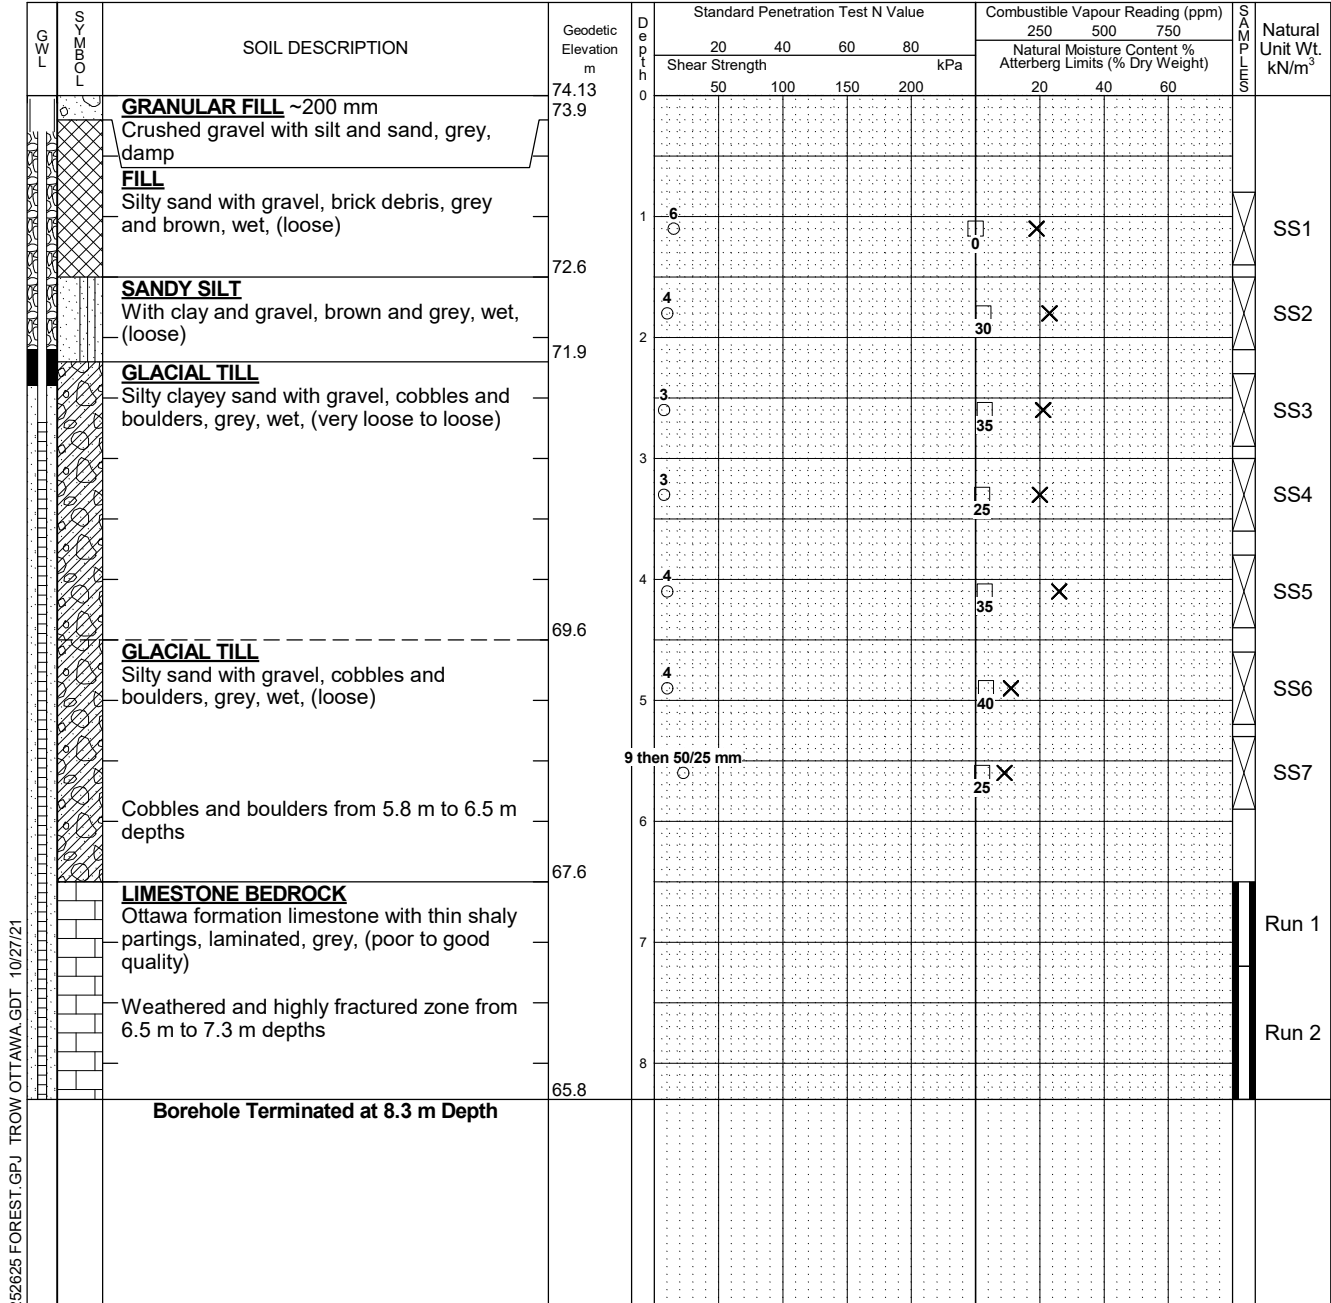 GWL
SYMBOL
SOIL DESCRIPTION
Geodetic
Elevation
m
Depth
Standard Penetration Test N Value
20 40 60 80
Shear Strength kPa
50 100 150 200
Combustible Vapour Reading (ppm)
250 500 750
Natural Moisture Content %
Atterberg Limits (% Dry Weight)
20 40 60
SAMPLES
Natural
Unit Wt.
kN/m³
74.13
0
GRANULAR FILL ~200 mm
73.9
Crushed gravel with silt and sand, grey,
damp
FILL
Silty sand with gravel, brick debris, grey
and brown, wet, (loose)
1
6
0
SS1
72.6
SANDY SILT
With clay and gravel, brown and grey, wet,
(loose)
4
30
SS2
2
71.9
GLACIAL TILL
Silty clayey sand with gravel, cobbles and
boulders, grey, wet, (very loose to loose)
3
35
SS3
3
3
25
SS4
4
4
35
SS5
69.6
GLACIAL TILL
Silty sand with gravel, cobbles and
boulders, grey, wet, (loose)
4
40
SS6
5
9 then 50/25 mm
25
SS7
Cobbles and boulders from 5.8 m to 6.5 m
depths
6
67.6
LIMESTONE BEDROCK
Ottawa formation limestone with thin shaly
partings, laminated, grey, (poor to good
quality)
Run 1
7
Weathered and highly fractured zone from
6.5 m to 7.3 m depths
Run 2
8
65.8
Borehole Terminated at 8.3 m Depth
252625 FOREST.GPJ TROW OTTAWA.GDT 10/27/21